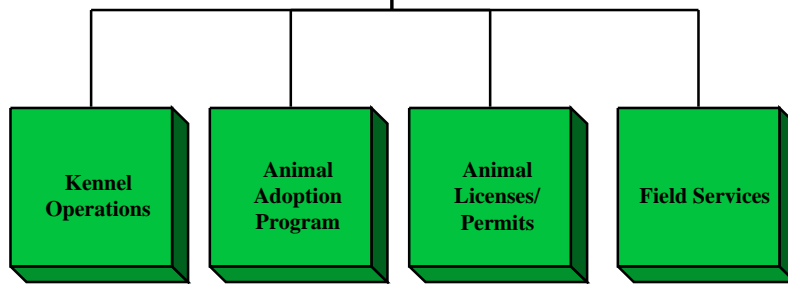 Kennel
Operations
Animal
Adoption
Program
Animal
Licenses/
Permits
Field Services